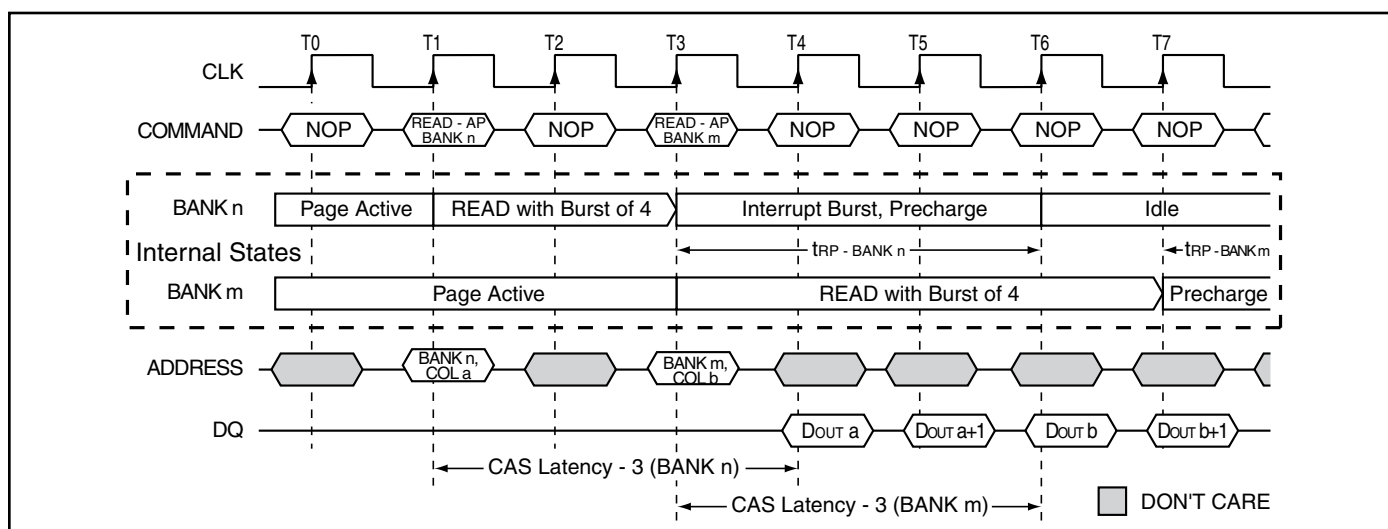 T0 T1 T2 T3 T4 T5 T6 T7
CLK
COMMAND NOP READ - AP BANK n NOP READ - AP BANK m NOP NOP NOP NOP
BANK n Page Active READ with Burst of 4 Interrupt Burst, Precharge Idle
Internal States tRP - BANK n tRP - BANK m
BANK m Page Active READ with Burst of 4 Precharge
ADDRESS BANK n, COL a BANK m, COL b
DQ DOUT a DOUT a+1 DOUT b DOUT b+1
CAS Latency - 3 (BANK n)
CAS Latency - 3 (BANK m) DON'T CARE